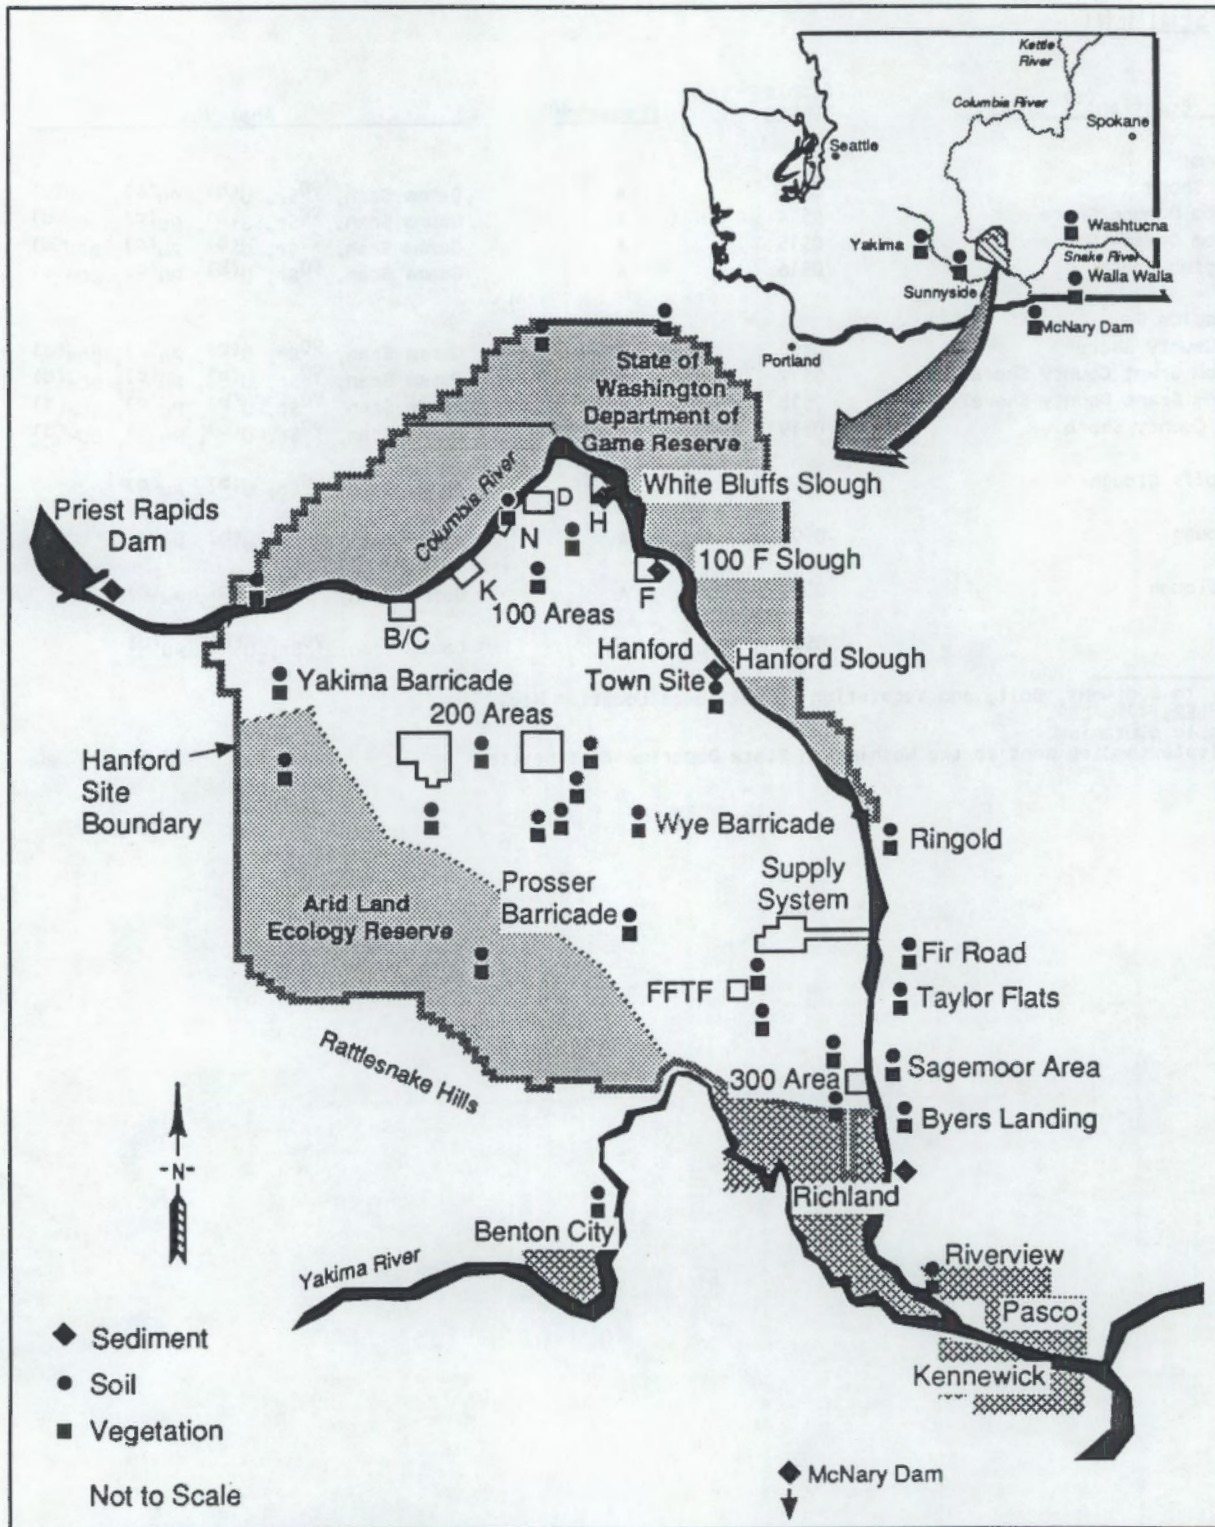 Kettle
River
Columbia River
Spokane
Seattle
Washtucna
Yakima
Snake River
Sunnyside
Walla Walla
McNary Dam
Portland
State of
Washington
Department of
Game Reserve
Columbia River
White Bluffs Slough
Priest Rapids
Dam
D
H
N
100 F Slough
K
F
100 Areas
B/C
Hanford
Town Site
Hanford Slough
Yakima Barricade
200 Areas
Hanford
Site
Boundary
Wye Barricade
Ringold
Supply
System
Prosser
Barricade
Arid Land
Ecology Reserve
Fir Road
FFTF
Taylor Flats
Rattlesnake Hills
300 Area
Sagemoor Area
Byers Landing
-N-
Richland
Benton City
Riverview
Yakima River
Pasco
Kennewick
Sediment
Soil
Vegetation
McNary Dam
Not to Scale